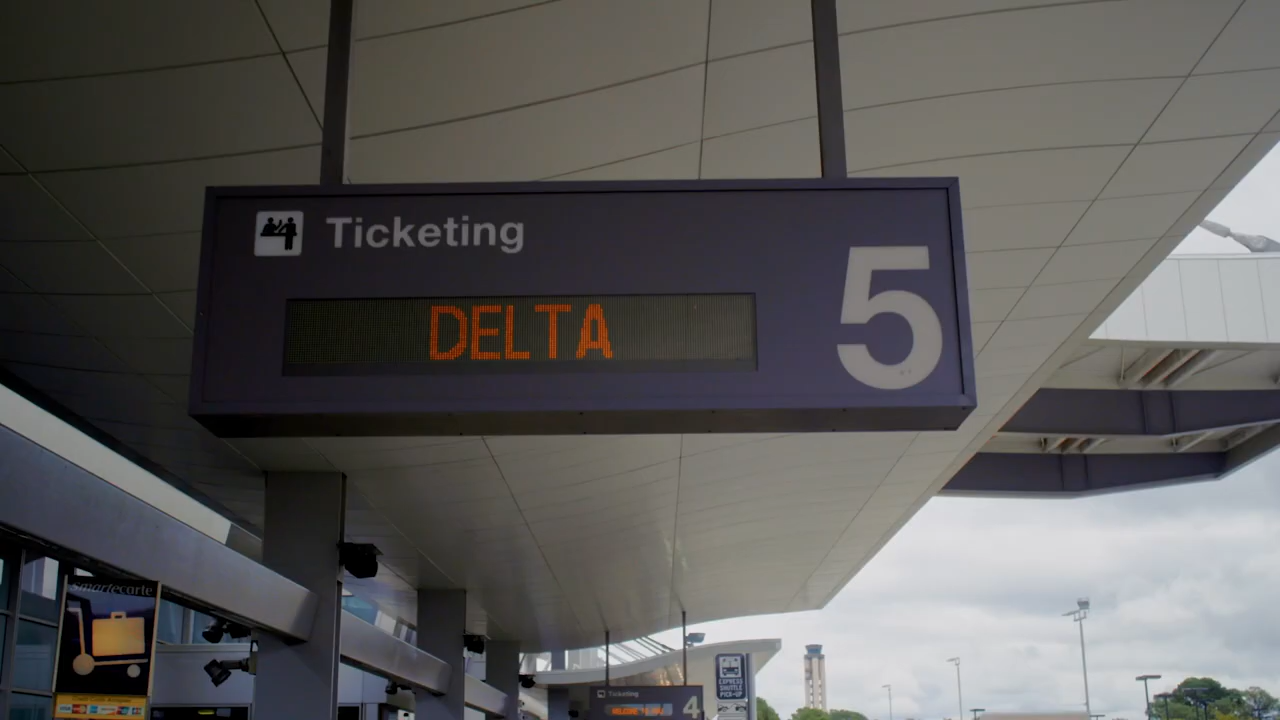 Ticketing
DELTA
5
smartecarte
Ticketing
4
EXPRESS
SHUTTLE
PICK-UP